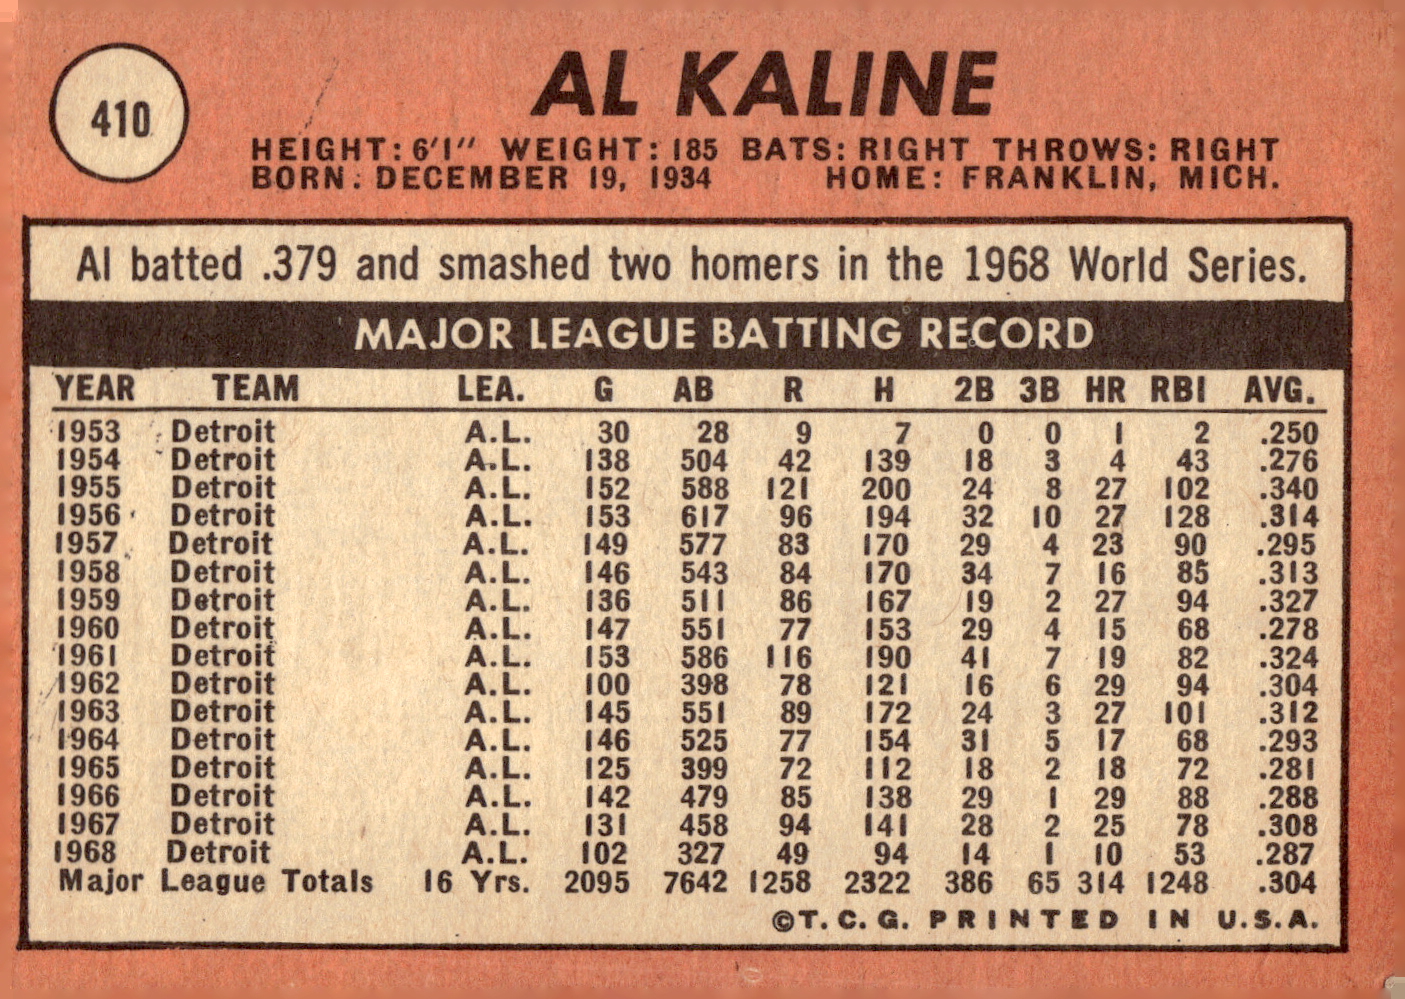 410
AL KALINE
HEIGHT: 6'1" WEIGHT: 185 BATS: RIGHT THROWS: RIGHT
BORN: DECEMBER 19, 1934 HOME: FRANKLIN, MICH.
Al batted .379 and smashed two homers in the 1968 World Series.
MAJOR LEAGUE BATTING RECORD
YEAR TEAM LEA. G AB R H 2B 3B HR RBI AVG.
1953 Detroit A.L. 30 28 9 7 0 0 1 2 .250
1954 Detroit A.L. 138 504 42 139 18 3 4 43 .276
1955 Detroit A.L. 152 588 121 200 24 8 27 102 .340
1956 Detroit A.L. 153 617 96 194 32 10 27 128 .314
1957 Detroit A.L. 149 577 83 170 29 4 23 90 .295
1958 Detroit A.L. 146 543 84 170 34 7 16 85 .313
1959 Detroit A.L. 136 511 86 167 19 2 27 94 .327
1960 Detroit A.L. 147 551 77 153 29 4 15 68 .278
1961 Detroit A.L. 153 586 116 190 41 7 19 82 .324
1962 Detroit A.L. 100 398 78 121 16 6 29 94 .304
1963 Detroit A.L. 145 551 89 172 24 3 27 101 .312
1964 Detroit A.L. 146 525 77 154 31 5 17 68 .293
1965 Detroit A.L. 125 399 72 112 18 2 18 72 .281
1966 Detroit A.L. 142 479 85 138 29 1 29 88 .288
1967 Detroit A.L. 131 458 94 141 28 2 25 78 .308
1968 Detroit A.L. 102 327 49 94 14 1 10 53 .287
Major League Totals 16 Yrs. 2095 7642 1258 2322 386 65 314 1248 .304
©T.C.G. PRINTED IN U.S.A.